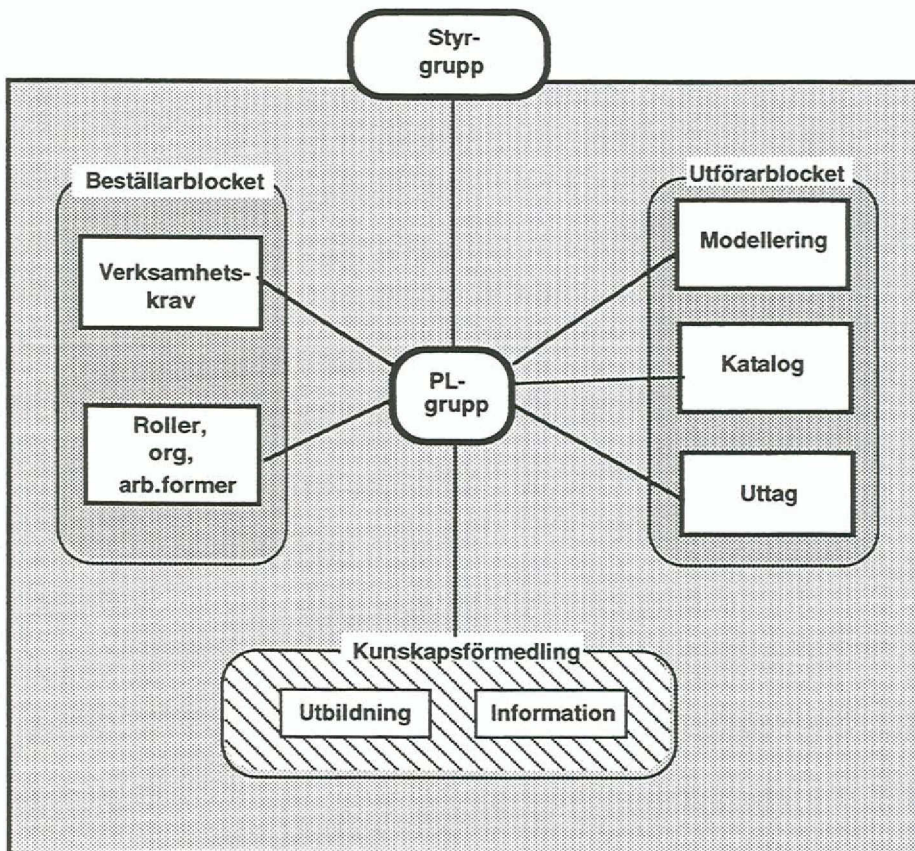 Styr-
grupp
Beställarblocket
Verksamhets-
krav
Roller,
org,
arb.former
PL-
grupp
Utförarblocket
Modellering
Katalog
Uttag
Kunskapsförmedling
Utbildning
Information